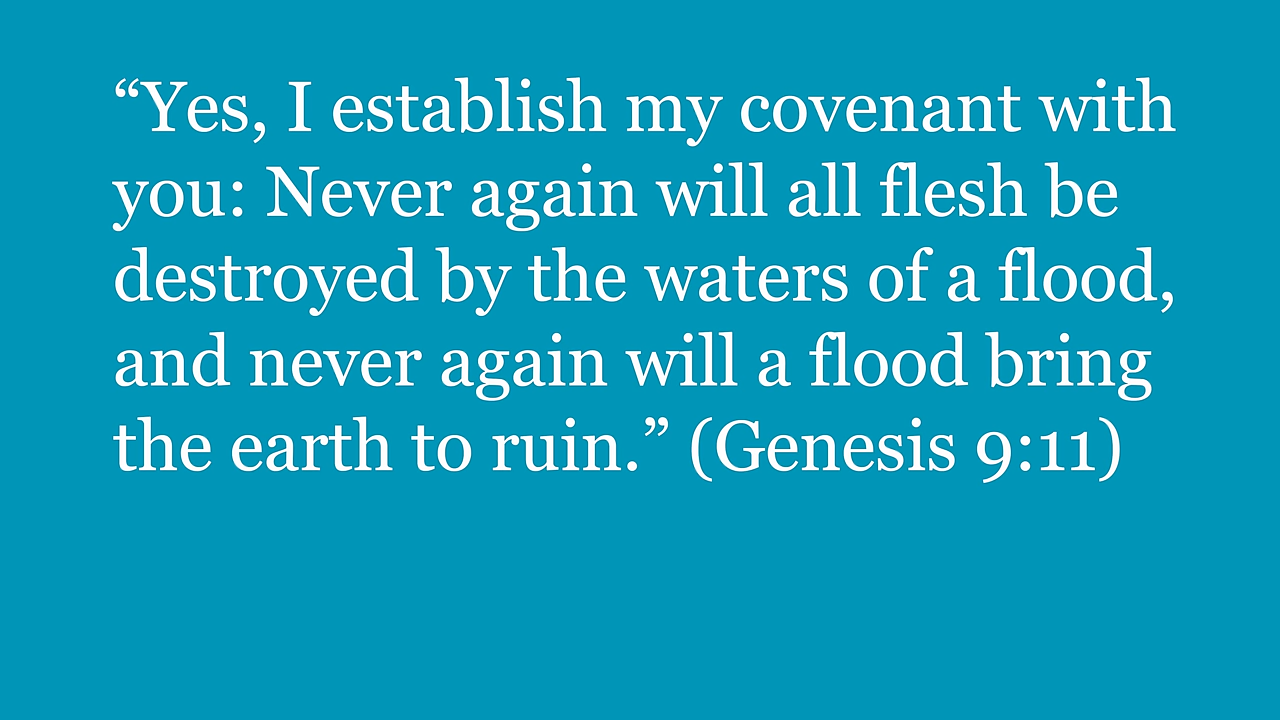 “Yes, I establish my covenant with
you: Never again will all flesh be
destroyed by the waters of a flood,
and never again will a flood bring
the earth to ruin.” (Genesis 9:11)